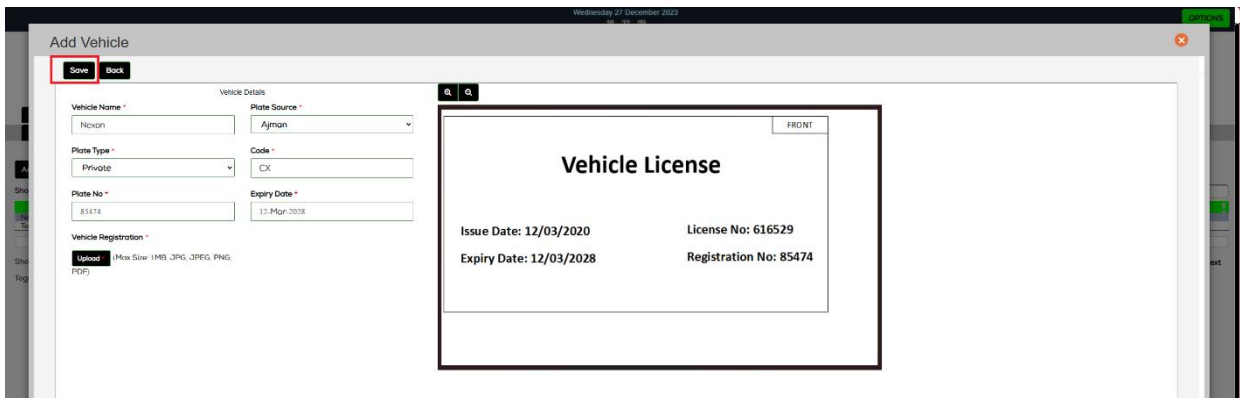 Wednesday 27 December 2023
OPTIONS
Add Vehicle
Save Back
Vehicle Details
Vehicle Name *
Plate Source *
Nexon
Ajman
Plate Type *
Code *
Private
CX
Plate No *
Expiry Date *
85474
12-Mar-2028
Vehicle Registration *
Upload * (Max Size: 1MB, JPG, JPEG, PNG,
PDF)
FRONT
Vehicle License
Issue Date: 12/03/2020
License No: 616529
Expiry Date: 12/03/2028
Registration No: 85474